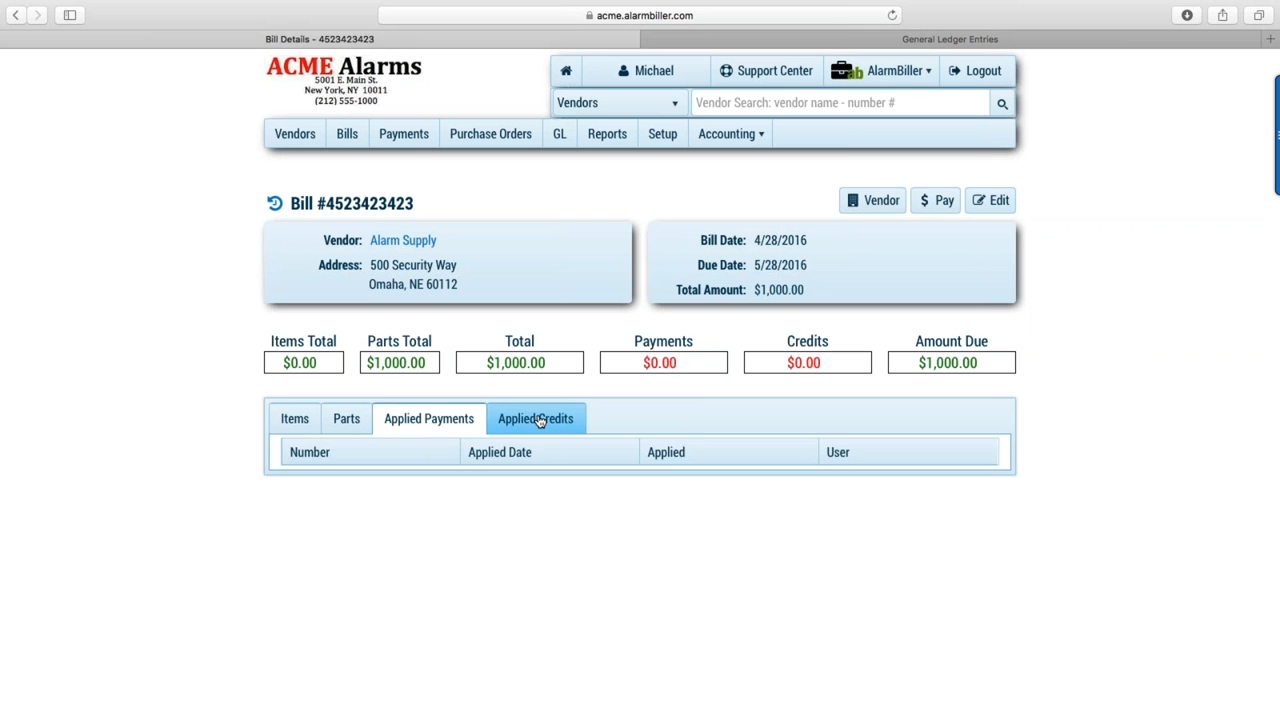 acme.alarmbiller.com
Bill Details - 4523423423
General Ledger Entries
ACME Alarms
5001 E. Main St.
New York, NY 10011
(212) 555-1000
Michael
Support Center
ab AlarmBiller
Logout
Vendors
Vendor Search: vendor name - number #
Vendors Bills Payments Purchase Orders GL Reports Setup Accounting
Bill #4523423423
Vendor
$ Pay
Edit
Vendor: Alarm Supply
Address: 500 Security Way
Omaha, NE 60112
Bill Date: 4/28/2016
Due Date: 5/28/2016
Total Amount: $1,000.00
Items Total Parts Total Total Payments Credits Amount Due
$0.00 $1,000.00 $1,000.00 $0.00 $0.00 $1,000.00
Items Parts Applied Payments Applied Credits
Number Applied Date Applied User